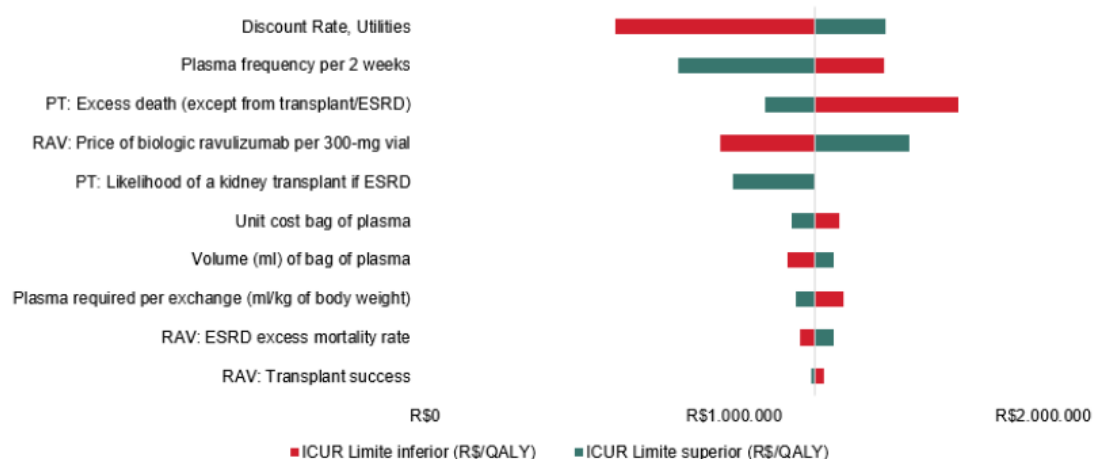 Discount Rate, Utilities
Plasma frequency per 2 weeks
PT: Excess death (except from transplant/ESRD)
RAV: Price of biologic ravulizumab per 300-mg vial
PT: Likelihood of a kidney transplant if ESRD
Unit cost bag of plasma
Volume (ml) of bag of plasma
Plasma required per exchange (ml/kg of body weight)
RAV: ESRD excess mortality rate
RAV: Transplant success
R$0 R$1.000.000 R$2.000.000
ICUR Limite inferior (R$/QALY) ICUR Limite superior (R$/QALY)